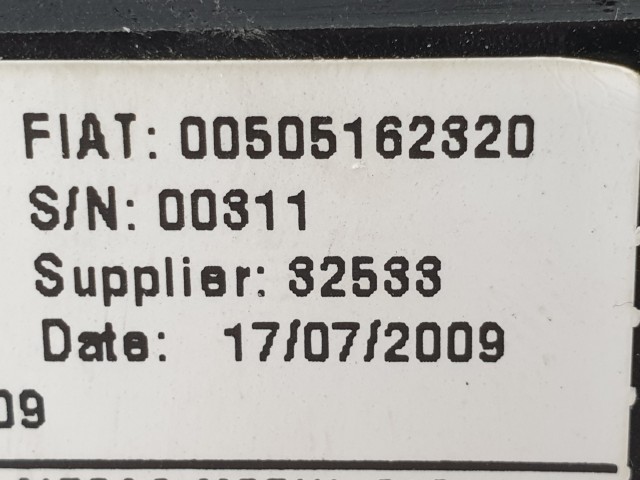 FIAT: 00505162320
S/N: 00311
Supplier: 32533
Date: 17/07/2009
09